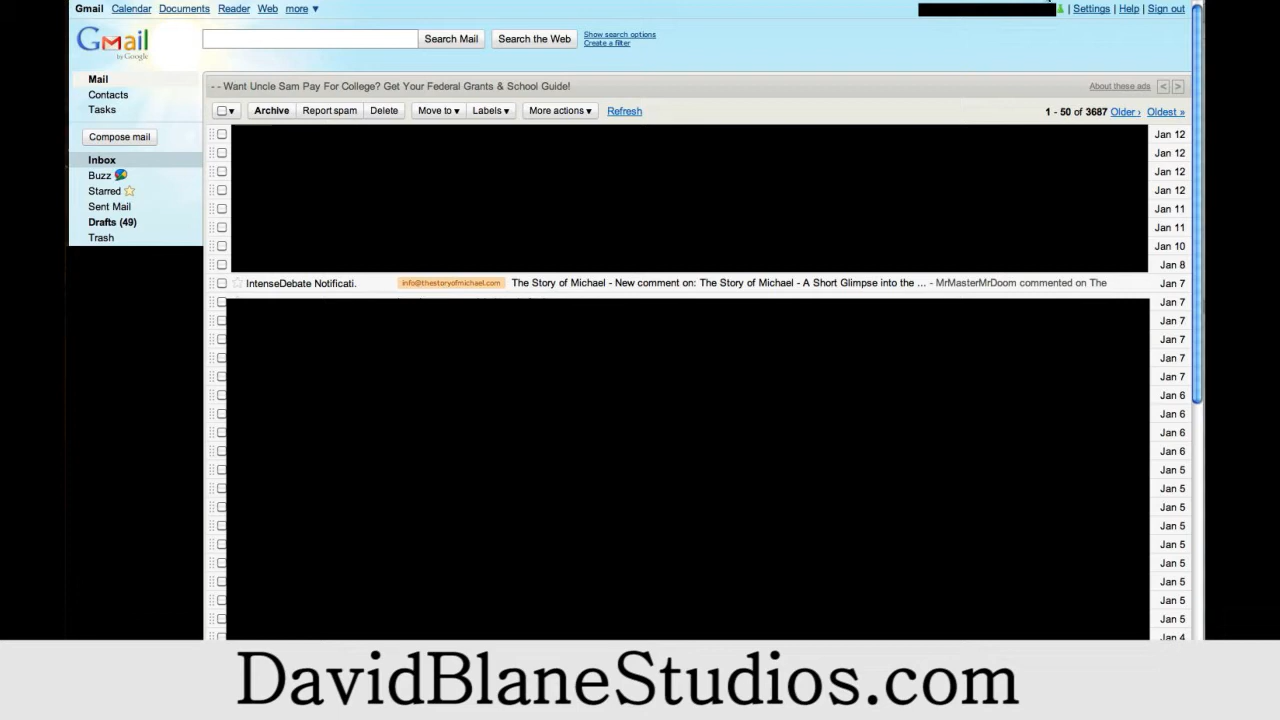 Gmail Calendar Documents Reader Web more ▼ | Settings | Help | Sign out
Gmail
by Google
Search Mail Search the Web Show search options
Create a filter
Mail
Contacts
Tasks
Compose mail
Inbox
Buzz
Starred
Sent Mail
Drafts (49)
Trash
- - Want Uncle Sam Pay For College? Get Your Federal Grants & School Guide! About these ads < >
Archive Report spam Delete Move to ▾ Labels ▾ More actions ▾ Refresh 1 - 50 of 3687 Older › Oldest »
Jan 12
Jan 12
Jan 12
Jan 12
Jan 11
Jan 11
Jan 10
Jan 8
IntenseDebate Notificati. info@thestoryofmichael.com The Story of Michael - New comment on: The Story of Michael - A Short Glimpse into the ... - MrMasterMrDoom commented on The Jan 7
Jan 7
Jan 7
Jan 7
Jan 7
Jan 7
Jan 6
Jan 6
Jan 6
Jan 6
Jan 5
Jan 5
Jan 5
Jan 5
Jan 5
Jan 5
Jan 5
Jan 5
Jan 5
Jan 4
DavidBlaneStudios.com